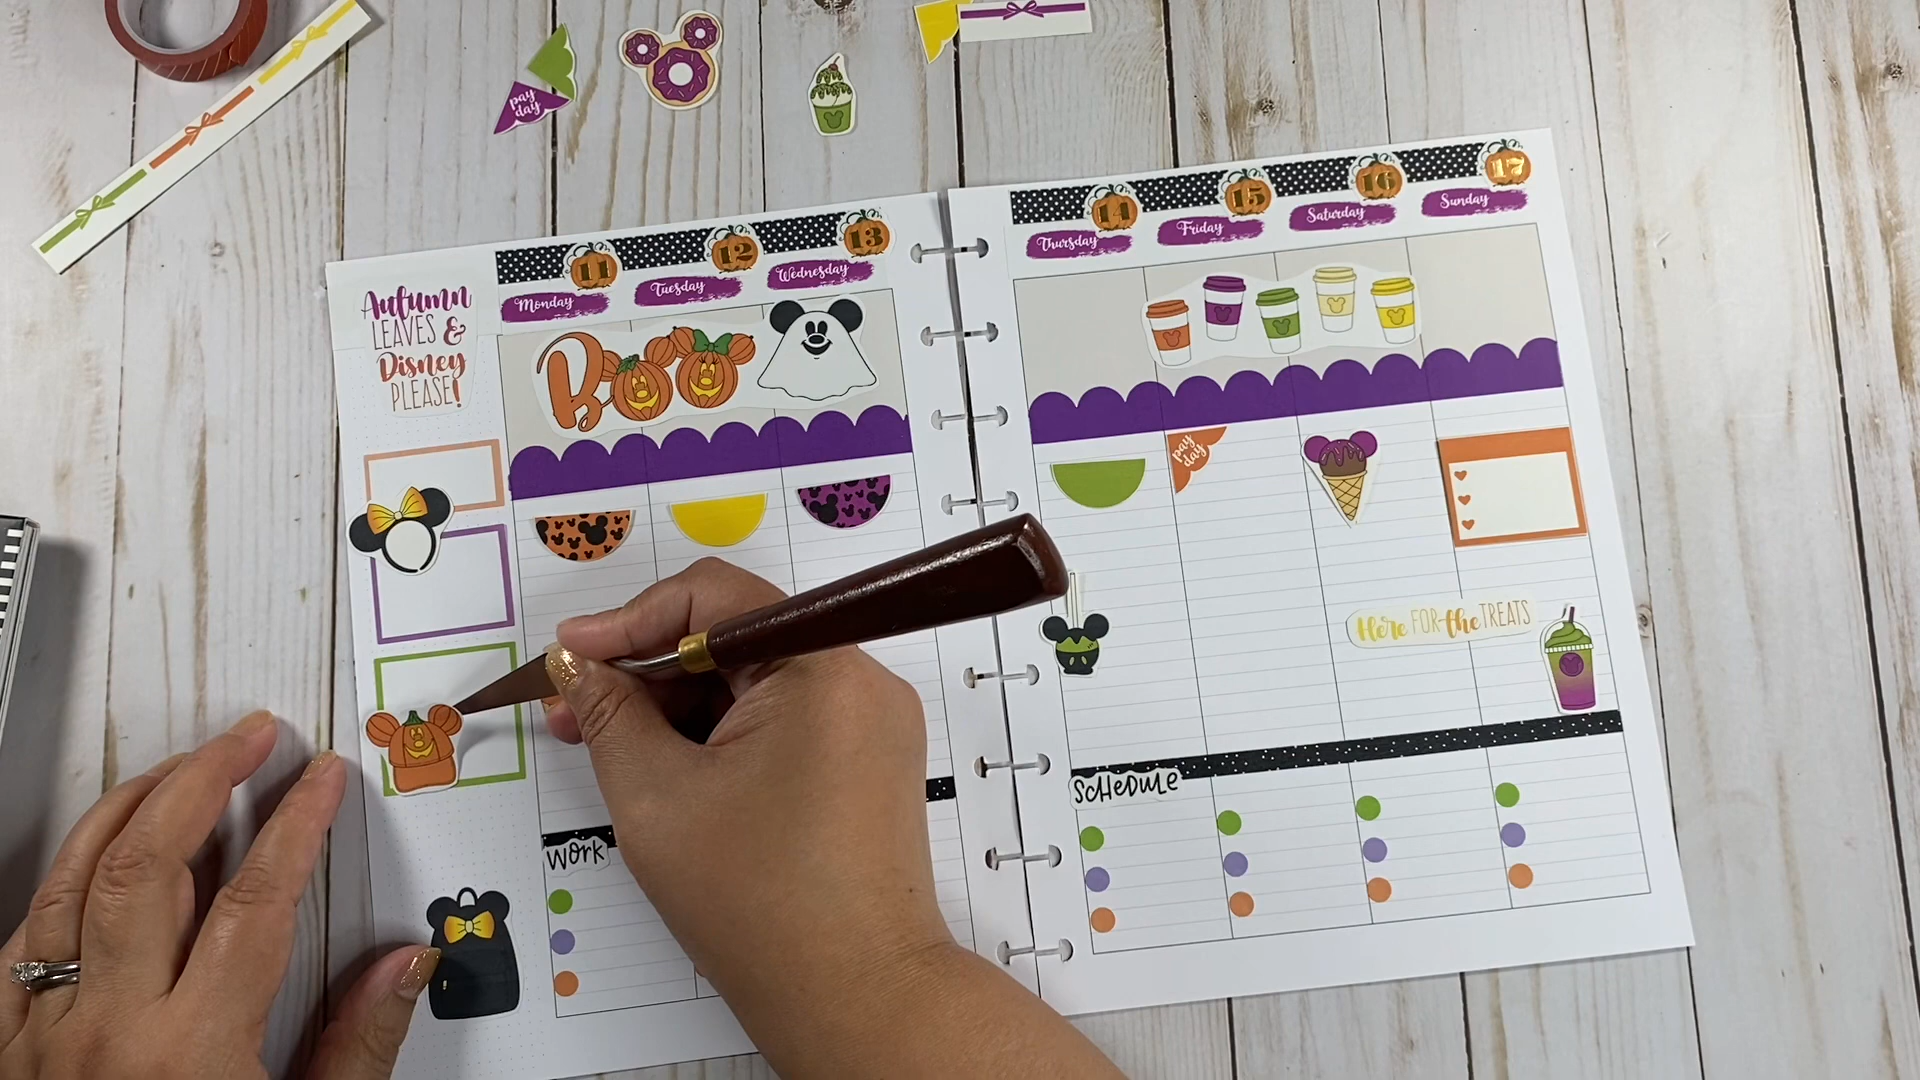 pay
day
11
12
13
14
15
16
17
Monday
Tuesday
Wednesday
Thursday
Friday
Saturday
Sunday
Autumn
LEAVES &
Disney
PLEASE!
Boo
pay
day
Here FOR the TREATS
WORK
SCHEDULE